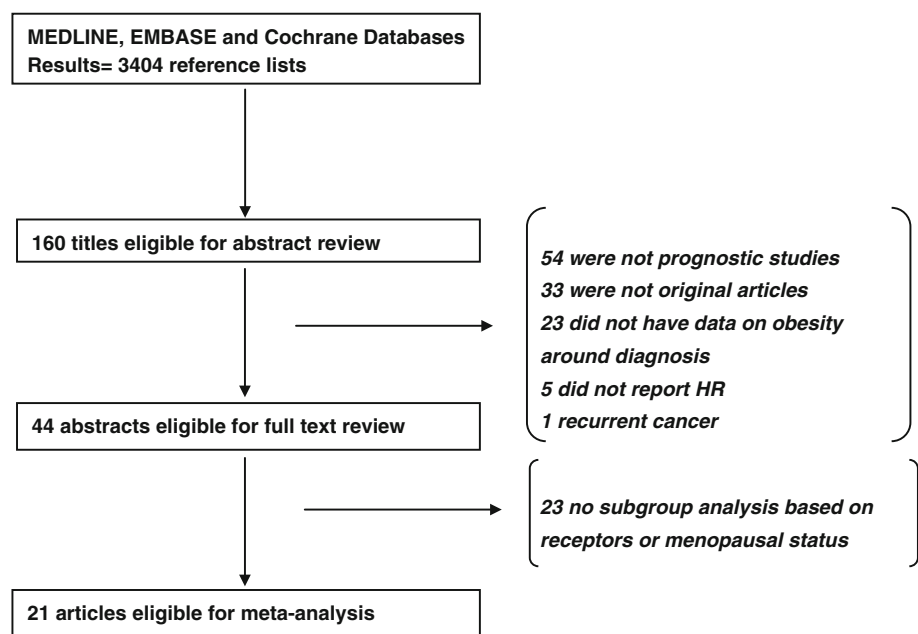 MEDLINE, EMBASE and Cochrane Databases
Results= 3404 reference lists
160 titles eligible for abstract review
54 were not prognostic studies
33 were not original articles
23 did not have data on obesity
around diagnosis
5 did not report HR
1 recurrent cancer
44 abstracts eligible for full text review
23 no subgroup analysis based on
receptors or menopausal status
21 articles eligible for meta-analysis